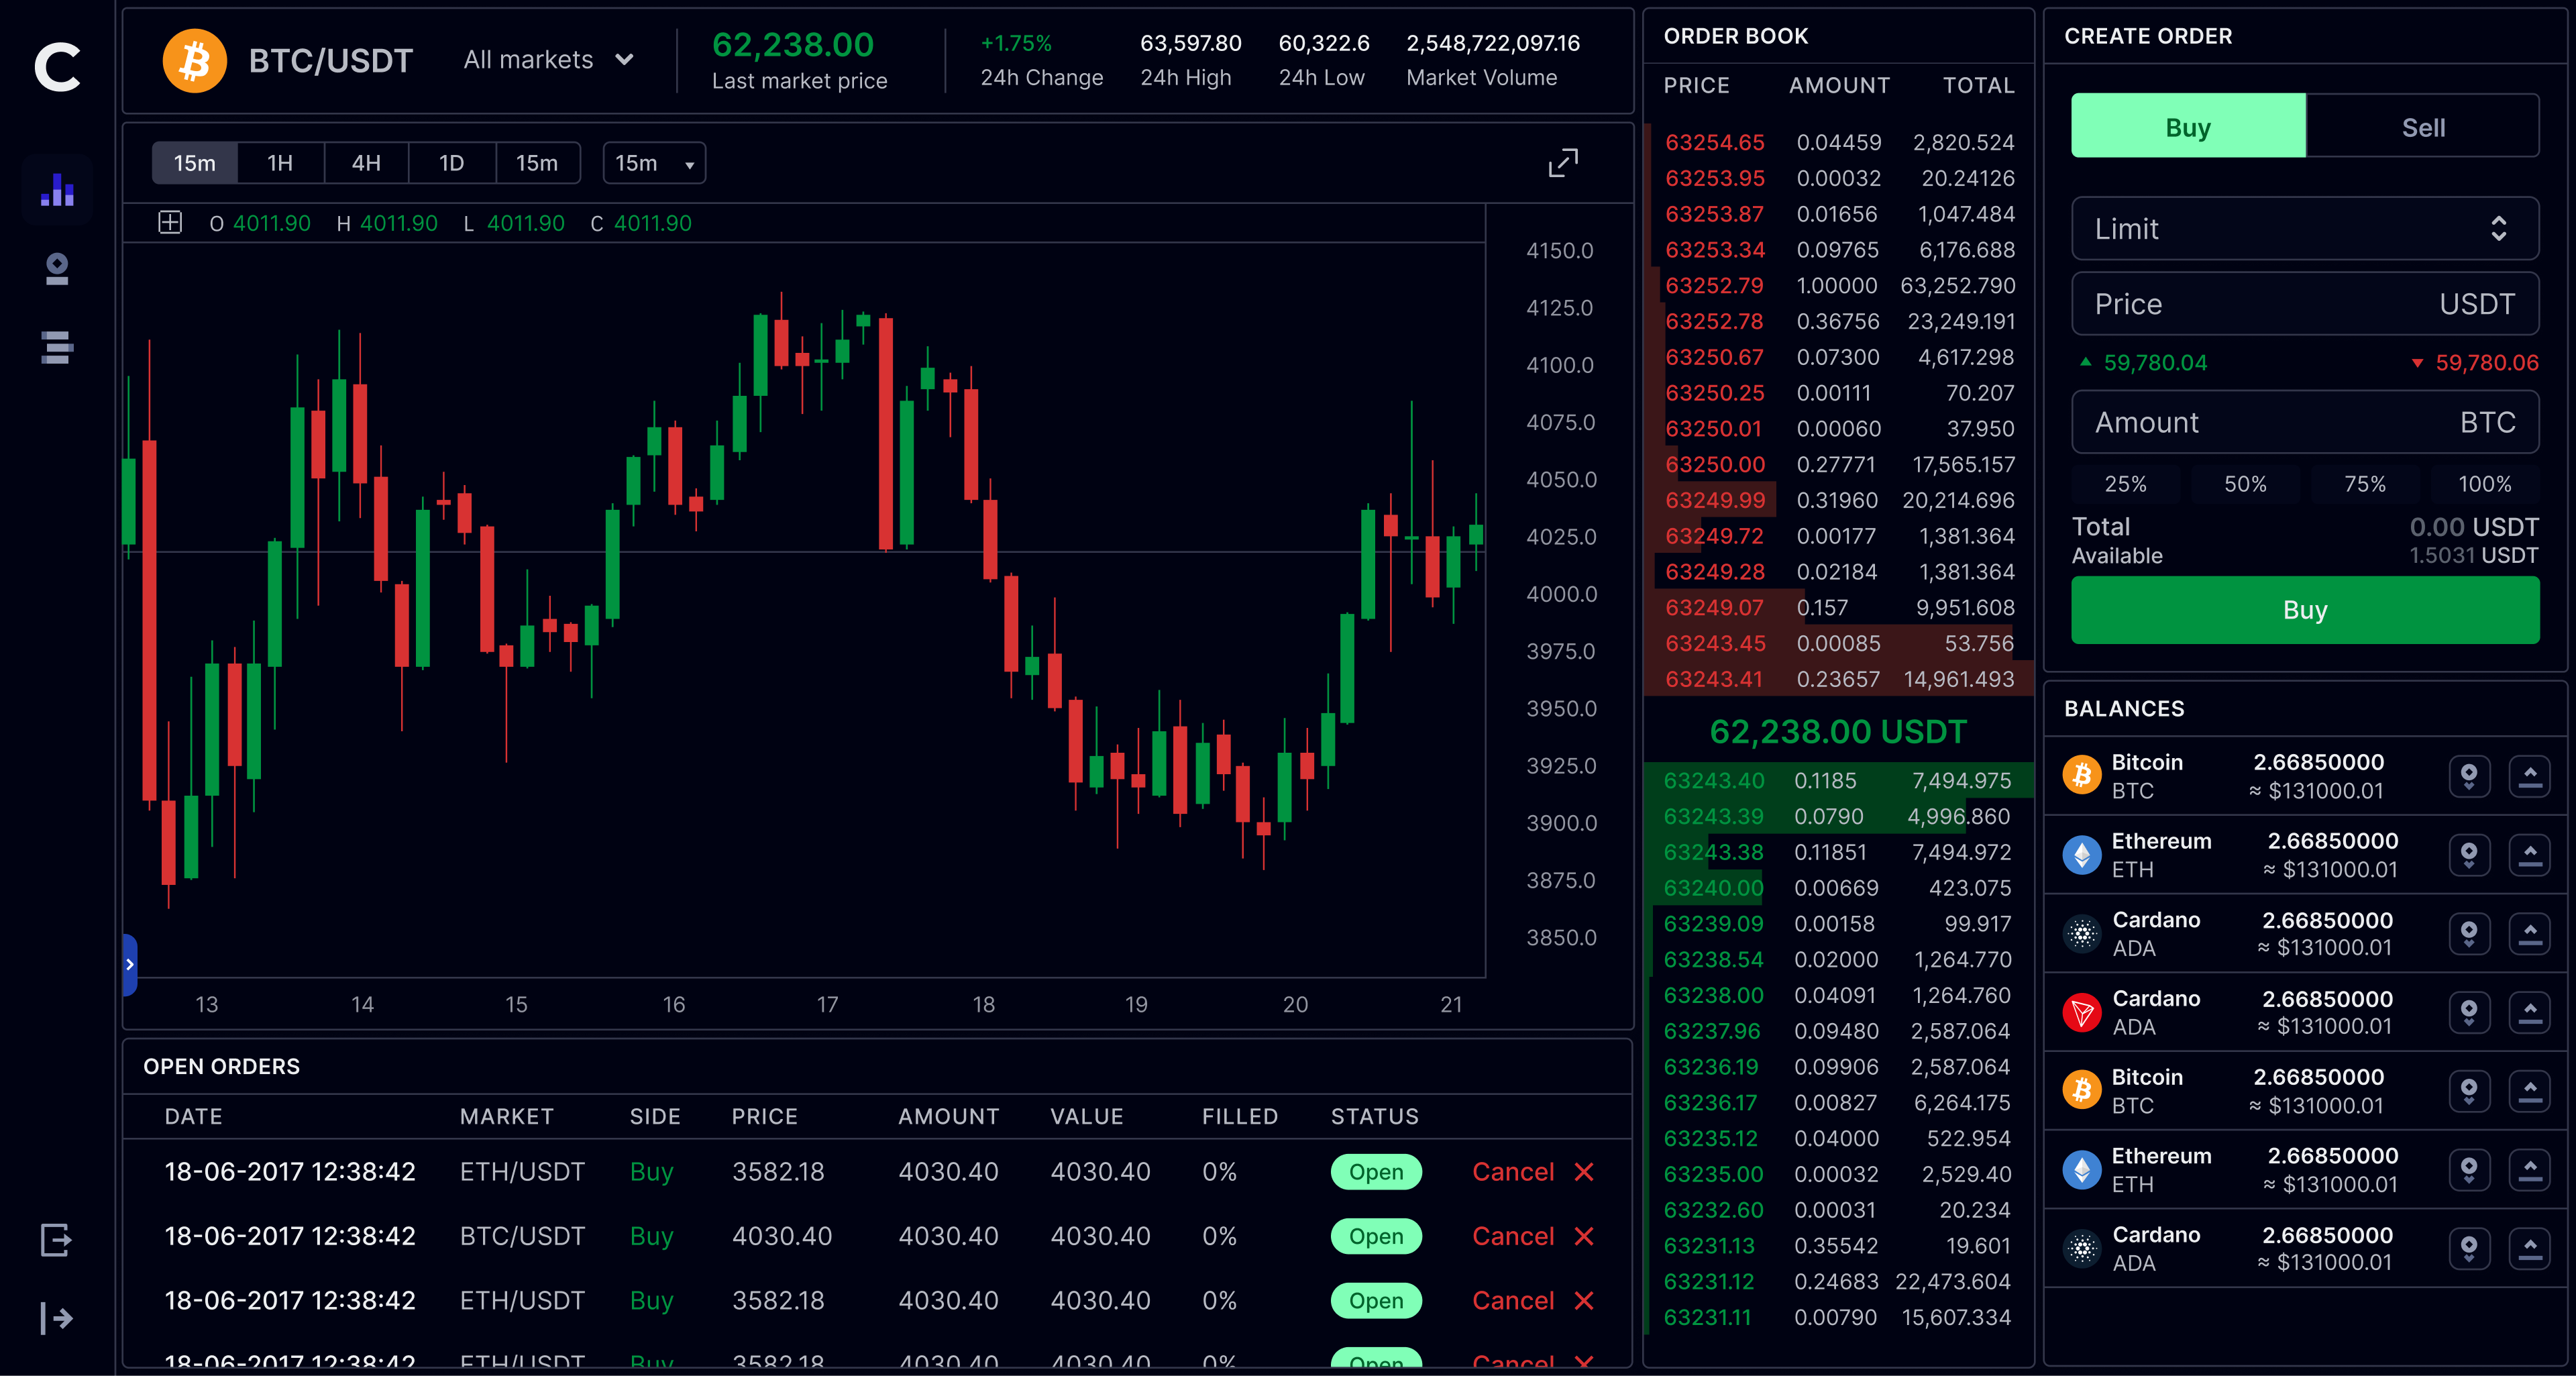 C
BTC/USDT All markets
62,238.00
Last market price
+1.75% 63,597.80 60,322.6 2,548,722,097.16
24h Change 24h High 24h Low Market Volume
15m 1H 4H 1D 15m 15m
O 4011.90 H 4011.90 L 4011.90 C 4011.90
4150.0
4125.0
4100.0
4075.0
4050.0
4025.0
4000.0
3975.0
3950.0
3925.0
3900.0
3875.0
3850.0
13 14 15 16 17 18 19 20 21
OPEN ORDERS
DATE MARKET SIDE PRICE AMOUNT VALUE FILLED STATUS
18-06-2017 12:38:42 ETH/USDT Buy 3582.18 4030.40 4030.40 0% Open Cancel
18-06-2017 12:38:42 BTC/USDT Buy 4030.40 4030.40 4030.40 0% Open Cancel
18-06-2017 12:38:42 ETH/USDT Buy 3582.18 4030.40 4030.40 0% Open Cancel
18-06-2017 12:38:42 ETH/USDT Buy 3582.18 4030.40 4030.40 0% Open Cancel
ORDER BOOK
PRICE AMOUNT TOTAL
63254.65 0.04459 2,820.524
63253.95 0.00032 20.24126
63253.87 0.01656 1,047.484
63253.34 0.09765 6,176.688
63252.79 1.00000 63,252.790
63252.78 0.36756 23,249.191
63250.67 0.07300 4,617.298
63250.25 0.00111 70.207
63250.01 0.00060 37.950
63250.00 0.27771 17,565.157
63249.99 0.31960 20,214.696
63249.72 0.00177 1,381.364
63249.28 0.02184 1,381.364
63249.07 0.157 9,951.608
63243.45 0.00085 53.756
63243.41 0.23657 14,961.493
62,238.00 USDT
63243.40 0.1185 7,494.975
63243.39 0.0790 4,996.860
63243.38 0.11851 7,494.972
63240.00 0.00669 423.075
63239.09 0.00158 99.917
63238.54 0.02000 1,264.770
63238.00 0.04091 1,264.760
63237.96 0.09480 2,587.064
63236.19 0.09906 2,587.064
63236.17 0.00827 6,264.175
63235.12 0.04000 522.954
63235.00 0.00032 2,529.40
63232.60 0.00031 20.234
63231.13 0.35542 19.601
63231.12 0.24683 22,473.604
63231.11 0.00790 15,607.334
CREATE ORDER
Buy Sell
Limit
Price USDT
59,780.04 59,780.06
Amount BTC
25% 50% 75% 100%
Total 0.00 USDT
Available 1.5031 USDT
Buy
BALANCES
Bitcoin 2.66850000
BTC ≈ $131000.01
Ethereum 2.66850000
ETH ≈ $131000.01
Cardano 2.66850000
ADA ≈ $131000.01
Cardano 2.66850000
ADA ≈ $131000.01
Bitcoin 2.66850000
BTC ≈ $131000.01
Ethereum 2.66850000
ETH ≈ $131000.01
Cardano 2.66850000
ADA ≈ $131000.01